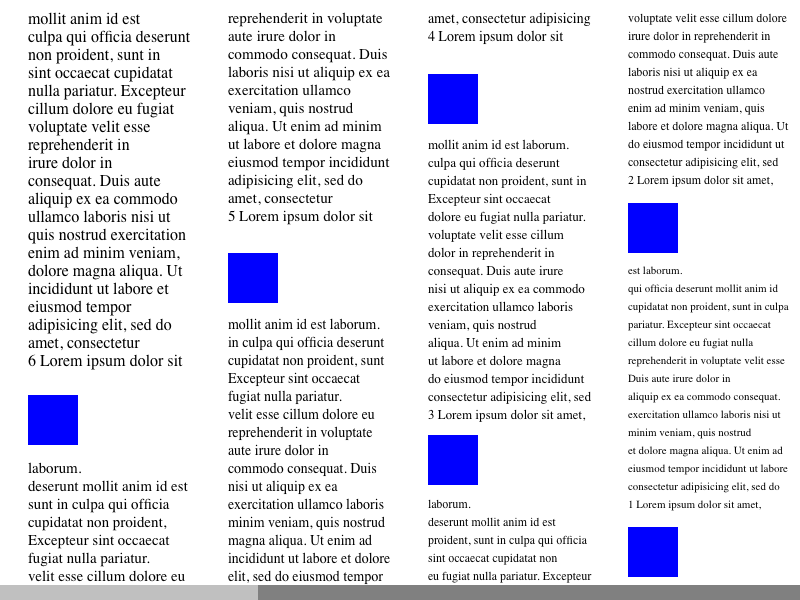 mollit anim id est
culpa qui officia deserunt
non proident, sunt in
sint occaecat cupidatat
nulla pariatur. Excepteur
cillum dolore eu fugiat
voluptate velit esse
reprehenderit in
irure dolor in
consequat. Duis aute
aliquip ex ea commodo
ullamco laboris nisi ut
quis nostrud exercitation
enim ad minim veniam,
dolore magna aliqua. Ut
incididunt ut labore et
eiusmod tempor
adipisicing elit, sed do
amet, consectetur
6 Lorem ipsum dolor sit
laborum.
deserunt mollit anim id est
sunt in culpa qui officia
cupidatat non proident,
Excepteur sint occaecat
fugiat nulla pariatur.
velit esse cillum dolore eu
reprehenderit in voluptate
aute irure dolor in
commodo consequat. Duis
laboris nisi ut aliquip ex ea
exercitation ullamco
veniam, quis nostrud
aliqua. Ut enim ad minim
ut labore et dolore magna
eiusmod tempor incididunt
adipisicing elit, sed do
amet, consectetur
5 Lorem ipsum dolor sit
mollit anim id est laborum.
in culpa qui officia deserunt
cupidatat non proident, sunt
Excepteur sint occaecat
fugiat nulla pariatur.
velit esse cillum dolore eu
reprehenderit in voluptate
aute irure dolor in
commodo consequat. Duis
nisi ut aliquip ex ea
exercitation ullamco laboris
minim veniam, quis nostrud
magna aliqua. Ut enim ad
incididunt ut labore et dolore
elit, sed do eiusmod tempor
amet, consectetur adipisicing
4 Lorem ipsum dolor sit
mollit anim id est laborum.
culpa qui officia deserunt
cupidatat non proident, sunt in
Excepteur sint occaecat
dolore eu fugiat nulla pariatur.
voluptate velit esse cillum
dolor in reprehenderit in
consequat. Duis aute irure
nisi ut aliquip ex ea commodo
exercitation ullamco laboris
veniam, quis nostrud
aliqua. Ut enim ad minim
ut labore et dolore magna
do eiusmod tempor incididunt
consectetur adipisicing elit, sed
3 Lorem ipsum dolor sit amet,
laborum.
deserunt mollit anim id est
proident, sunt in culpa qui officia
sint occaecat cupidatat non
eu fugiat nulla pariatur. Excepteur
voluptate velit esse cillum dolore
irure dolor in reprehenderit in
commodo consequat. Duis aute
laboris nisi ut aliquip ex ea
nostrud exercitation ullamco
enim ad minim veniam, quis
labore et dolore magna aliqua. Ut
do eiusmod tempor incididunt ut
consectetur adipisicing elit, sed
2 Lorem ipsum dolor sit amet,
est laborum.
qui officia deserunt mollit anim id
cupidatat non proident, sunt in culpa
pariatur. Excepteur sint occaecat
cillum dolore eu fugiat nulla
reprehenderit in voluptate velit esse
Duis aute irure dolor in
aliquip ex ea commodo consequat.
exercitation ullamco laboris nisi ut
minim veniam, quis nostrud
et dolore magna aliqua. Ut enim ad
eiusmod tempor incididunt ut labore
consectetur adipisicing elit, sed do
1 Lorem ipsum dolor sit amet,